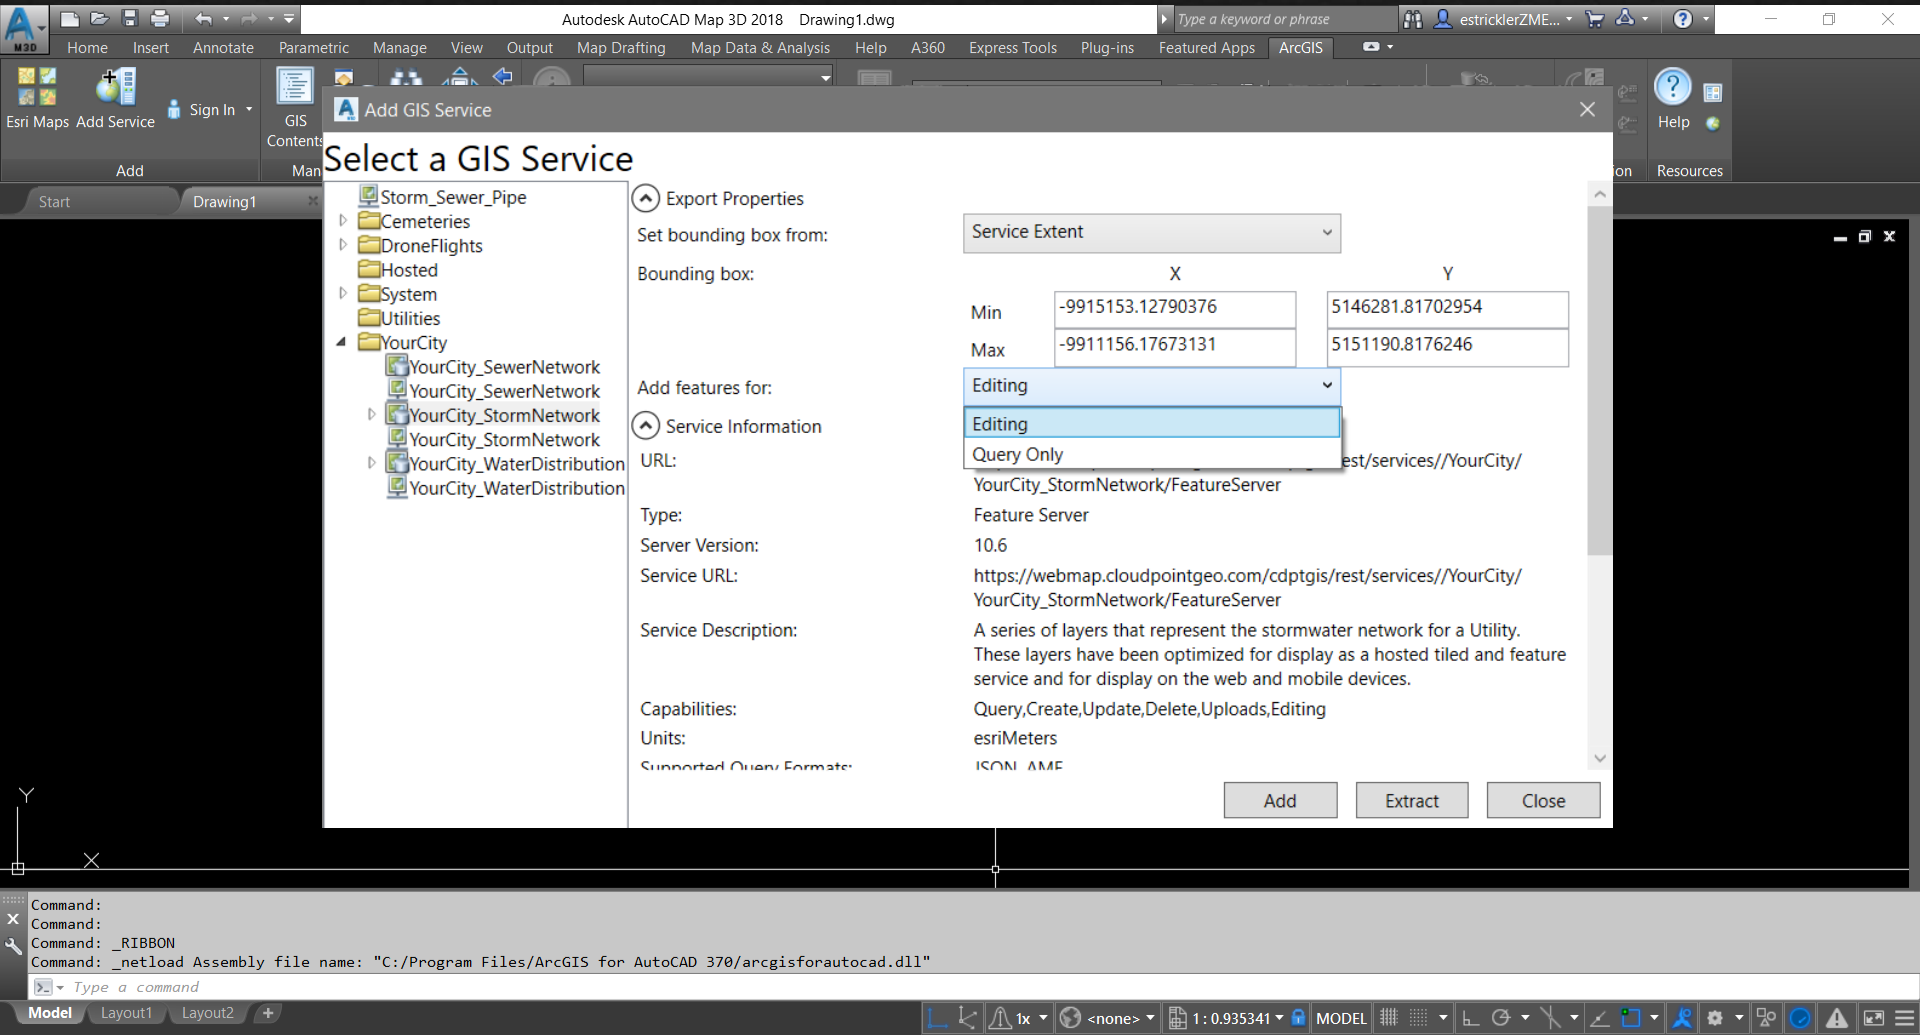 Autodesk AutoCAD Map 3D 2018 Drawing1.dwg
Type a keyword or phrase
estricklerZME...
M3D
Home Insert Annotate Parametric Manage View Output Map Drafting Map Data & Analysis Help A360 Express Tools Plug-ins Featured Apps ArcGIS
Esri Maps
Add Service
Sign In
GIS
Contents
Help
Add
Man
ion
Resources
Start
Drawing1
Add GIS Service
Select a GIS Service
Storm_Sewer_Pipe
Cemeteries
DroneFlights
Hosted
System
Utilities
YourCity
YourCity_SewerNetwork
YourCity_SewerNetwork
YourCity_StormNetwork
YourCity_StormNetwork
YourCity_WaterDistribution
YourCity_WaterDistribution
Export Properties
Set bounding box from: Service Extent
Bounding box: X Y
Min -9915153.12790376 5146281.81702954
Max -9911156.17673131 5151190.8176246
Add features for: Editing
Editing
Query Only
Service Information
URL: est/services//YourCity/
YourCity_StormNetwork/FeatureServer
Type: Feature Server
Server Version: 10.6
Service URL: https://webmap.cloudpointgeo.com/cdptgis/rest/services//YourCity/
YourCity_StormNetwork/FeatureServer
Service Description: A series of layers that represent the stormwater network for a Utility.
These layers have been optimized for display as a hosted tiled and feature
service and for display on the web and mobile devices.
Capabilities: Query,Create,Update,Delete,Uploads,Editing
Units: esriMeters
Supported Query Formats: JSON, AMF
Add Extract Close
Y
X
Command:
Command:
Command: _RIBBON
Command: _netload Assembly file name: "C:/Program Files/ArcGIS for AutoCAD 370/arcgisforautocad.dll"
Type a command
Model Layout1 Layout2 +
1x <none> 1 : 0.935341 MODEL